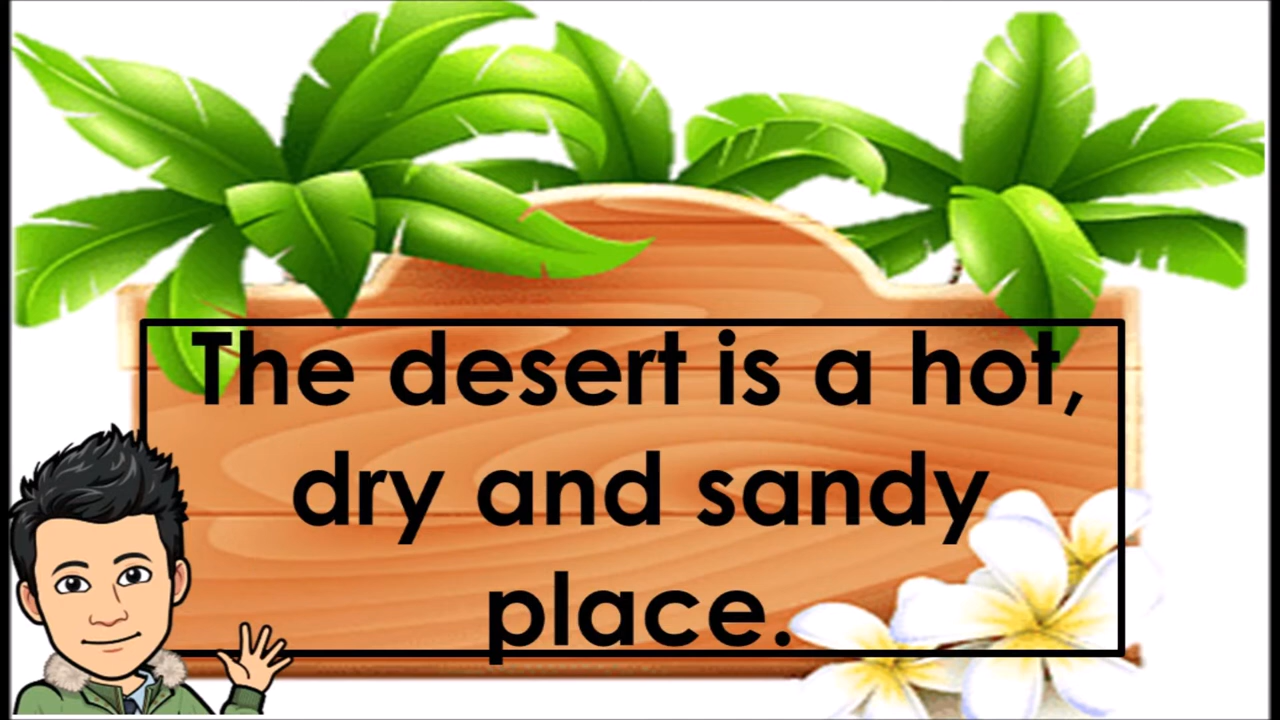 The desert is a hot,
dry and sandy
place.